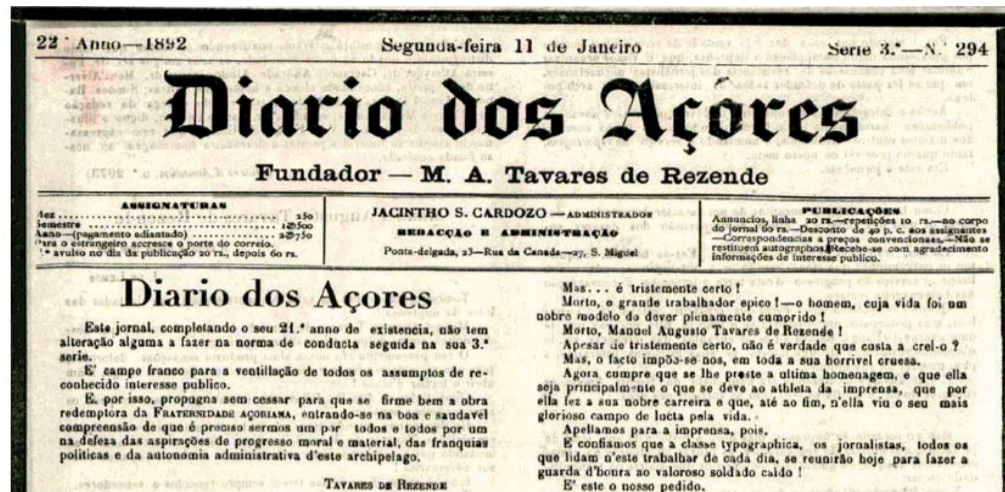 22 Anno—1892
Segunda-feira 11 de Janeiro
Serie 3.ª—N. 294
Diario dos Açôres
Fundador — M. A. Tavares de Rezende
ASSIGNATURAS
Mez 250
Semestre 1$500
Anno—(pagamento adiantado) 2$750
Para o estrangeiro accresce o porte do correio.
N.º avulso no dia da publicação 20 rs., depois 60 rs.
JACINTHO S. CARDOZO — ADMINISTRADOR
REDACÇÃO E ADMINISTRAÇÃO
Ponta-delgada, 23—Rua da Canada—27, S. Miguel
PUBLICAÇÕES
Annuncios, linha 20 rs.—repetições 10 rs.—no corpo
do jornal 60 rs.—Desconto de 40 p. c. aos assignantes
—Correspondencias a preços convencionaes.—Não se
restituem autographos.Recebe-se com agradecimento
informações de interesse publico.
Diario dos Açores
Este jornal, completando o seu 21.º anno de existencia, não tem
alteração alguma a fazer na norma de conducta seguida na sua 3.ª
serie.
E' campo franco para a ventillação de todos os assumptos de re-
conhecido interesse publico.
E, por isso, propugna sem cessar para que se firme bem a obra
redemptora da FRATERNIDADE AÇORIANA, entrando-se na boa e saudavel
comprensão de que é preciso sermos um por todos e todos por um
na defeza das aspirações de progresso moral e material, das franquias
politicas e da autonomia administrativa d'este archipelago.
TAVARES DE REZENDE
Mas... é tristemente certo !
Morto, o grande trabalhador epico !—o homem, cuja vida foi um
nobre modelo do dever plenamente cumprido !
Morto, Manuel Augusto Tavares de Rezende !
Apesar de tristemente certo, não é verdade que custa a crel-o ?
Mas, o facto impõa-se-nos, em toda a sua horrivel cruesa.
Agora cumpre que se lhe preste a ultima homenagem, e que ella
seja principalmente o que se deve ao athleta da imprensa, que por
ella fez a sua nobre carreira e que, até ao fim, n'ella viu o seu mais
glorioso campo de lucta pela vida.
Apellamos para a imprensa, pois.
E confiamos que a classe typographica, os jornalistas, todos os
que lidam n'este trabalhar de cada dia, se reunirão hoje para fazer a
guarda d'houra ao valoroso soldado caido !
E' este o nosso pedido.